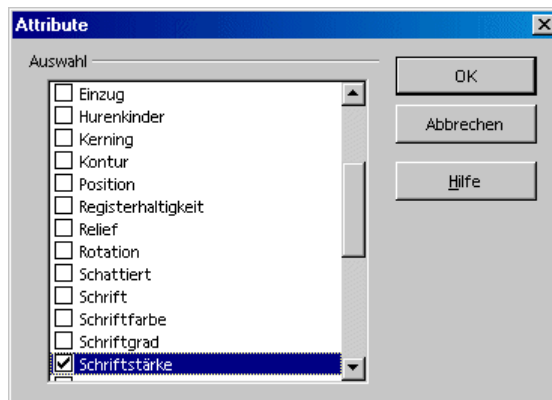 Attribute
Auswahl
Einzug
Hurenkinder
Kerning
Kontur
Position
Registerhaltigkeit
Relief
Rotation
Schattiert
Schrift
Schriftfarbe
Schriftgrad
Schriftstärke
OK
Abbrechen
Hilfe